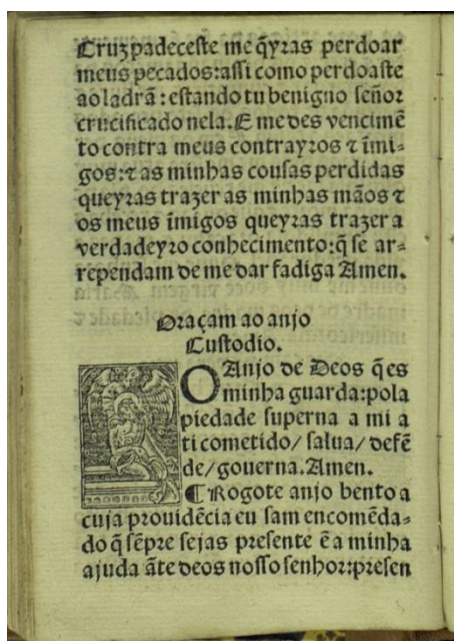 Cruz padeceste me q̃yras perdoar
meus pecados: assi como perdoaste
ao ladrã: estando tu benigno señor
crucificado nela. E me des vencimẽ
to contra meus contrayros ⁊ ĩmi-
gos: ⁊ as minhas cousas perdidas
queyras trazer as minhas mãos ⁊
os meus ĩmigos queyras trazer a
verdadeyro conhecimento: q̃ se ar=
rependam de me dar fadiga Amen.
Oraçam ao anjo
Custodio.
O Anjo de Deos q̃ es
minha guarda: pola
piedade superna a mi a
ti cometido/ salua/ defẽ
de/ gouerna. Amen.
¶ Rogote anjo bento a
cuja prouidẽcia eu sam encomẽda=
do q̃ sẽpre sejas presente ẽ a minha
ajuda ãte deos nosso senhor: presen